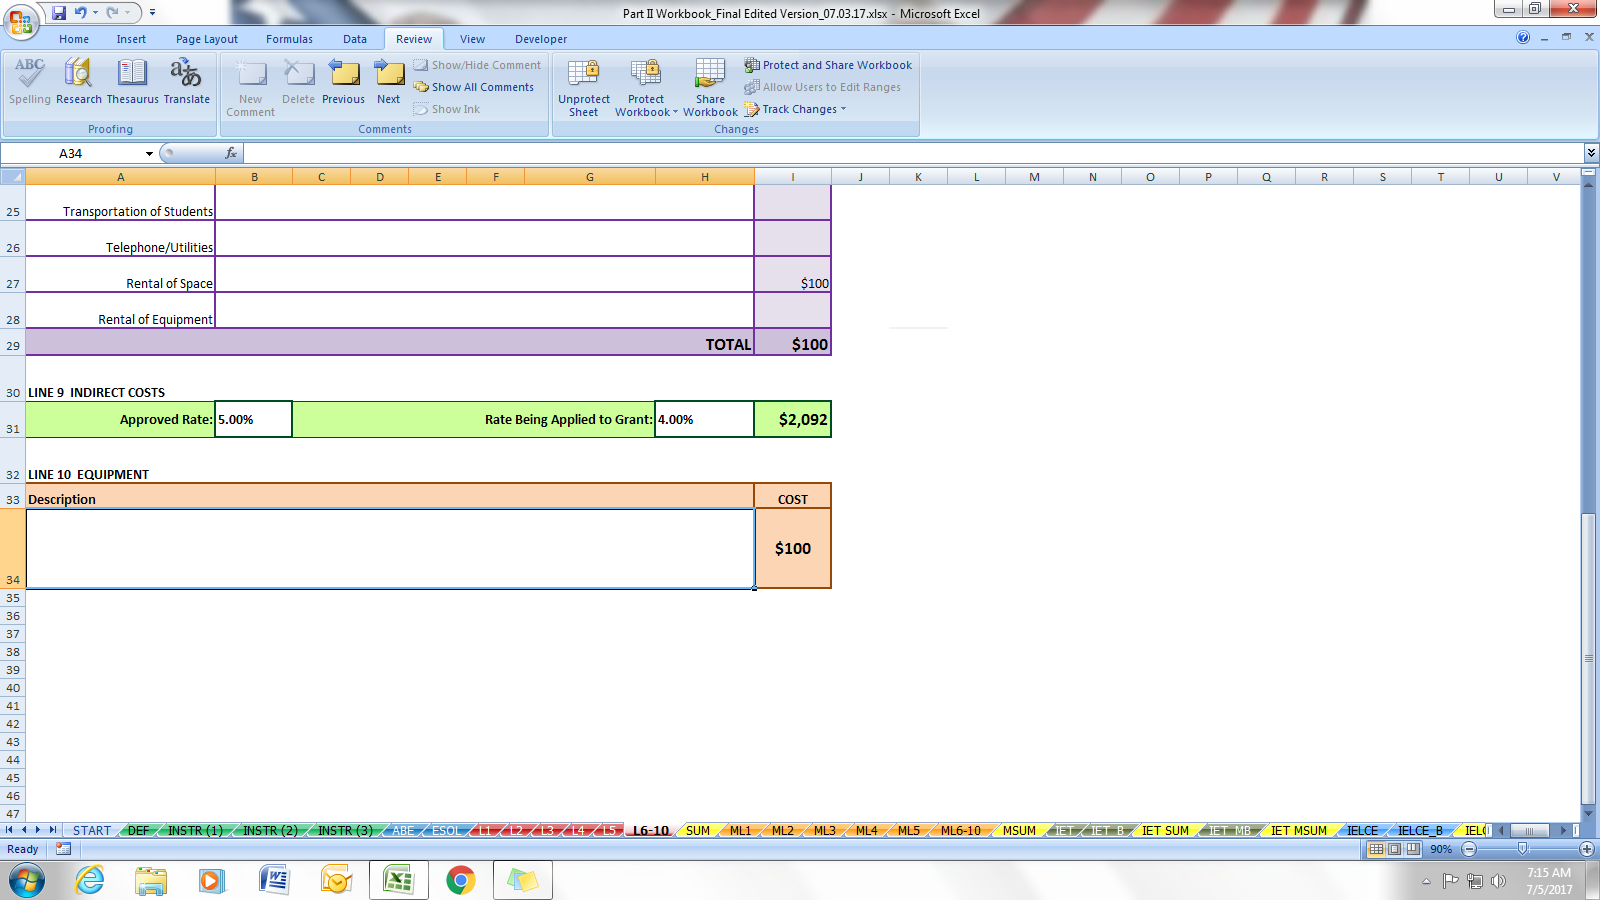 Part II Workbook_Final Edited Version_07.03.17.xlsx - Microsoft Excel
Home Insert Page Layout Formulas Data Review View Developer
ABC
Spelling Research Thesaurus Translate
Proofing
New Comment Delete Previous Next
Show/Hide Comment
Show All Comments
Show Ink
Comments
Unprotect Sheet Protect Workbook Share Workbook
Protect and Share Workbook
Allow Users to Edit Ranges
Track Changes
Changes
A34 fx
A B C D E F G H I J K L M N O P Q R S T U V
25 Transportation of Students
26 Telephone/Utilities
27 Rental of Space $100
28 Rental of Equipment
29 TOTAL $100
30 LINE 9 INDIRECT COSTS
31 Approved Rate: 5.00% Rate Being Applied to Grant: 4.00% $2,092
32 LINE 10 EQUIPMENT
33 Description COST
34 $100
35
36
37
38
39
40
41
42
43
44
45
46
47
START DEF INSTR (1) INSTR (2) INSTR (3) ABE ESOL L1 L2 L3 L4 L5 L6-10 SUM ML1 ML2 ML3 ML4 ML5 ML6-10 MSUM IET IET B IET SUM IET MB IET MSUM IELCE IELCE_B IELC
Ready 90%
7:15 AM
7/5/2017